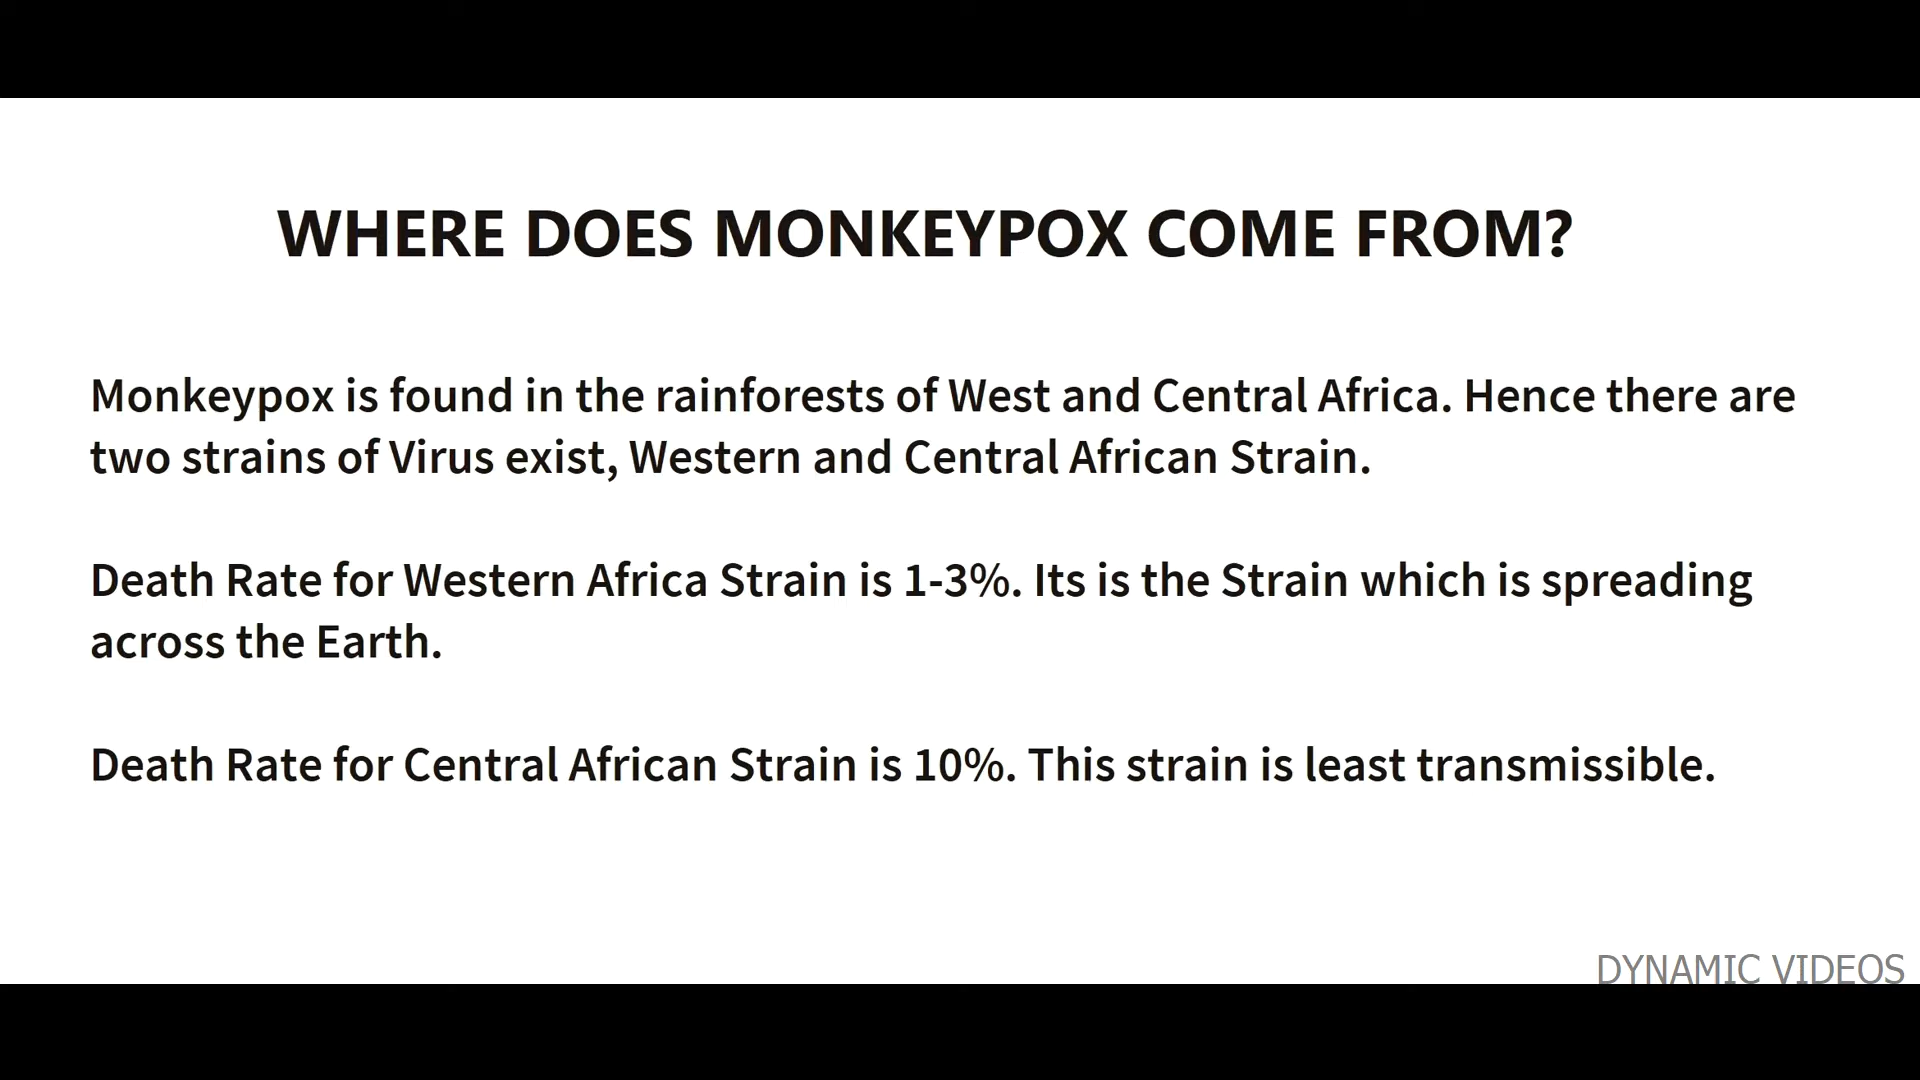 WHERE DOES MONKEYPOX COME FROM?
Monkeypox is found in the rainforests of West and Central Africa. Hence there are
two strains of Virus exist, Western and Central African Strain.
Death Rate for Western Africa Strain is 1-3%. Its is the Strain which is spreading
across the Earth.
Death Rate for Central African Strain is 10%. This strain is least transmissible.
DYNAMIC VIDEOS